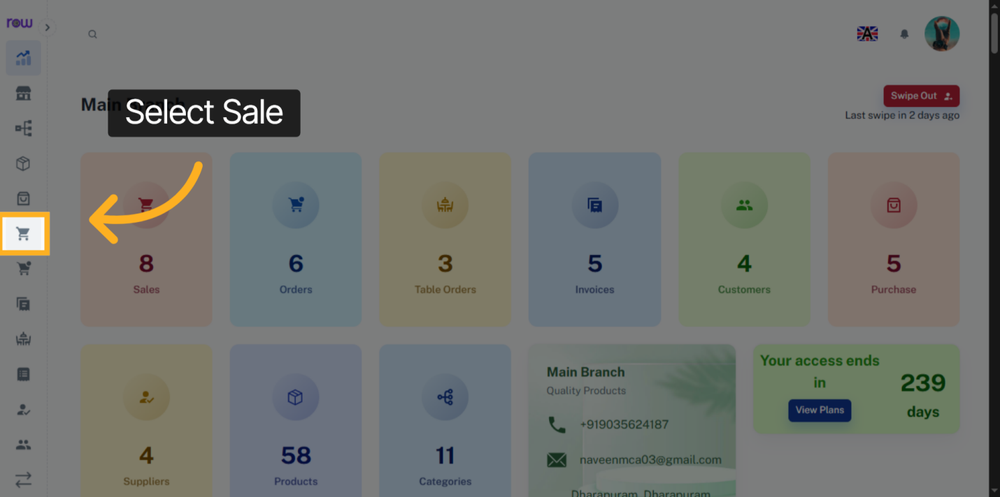 row
Main Branch
Select Sale
Swipe Out
Last swipe in 2 days ago
8
Sales
6
Orders
3
Table Orders
5
Invoices
4
Customers
5
Purchase
4
Suppliers
58
Products
11
Categories
Main Branch
Quality Products
+919035624187
naveenmca03@gmail.com
Dharapuram, Dharapuram
Your access ends
in
239
days
View Plans